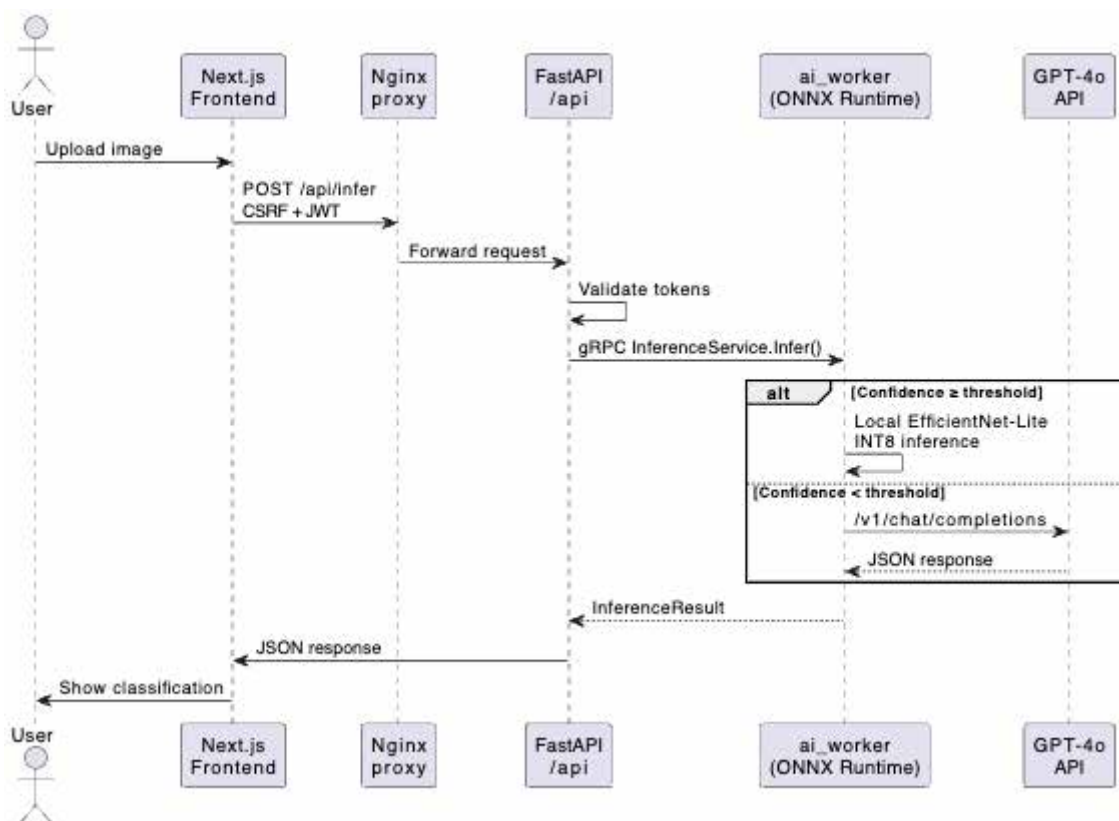 User
Next.js
Frontend
Nginx
proxy
FastAPI
/api
ai_worker
(ONNX Runtime)
GPT-4o
API
Upload image
POST /api/infer
CSRF + JWT
Forward request
Validate tokens
gRPC InferenceService.Infer()
alt
[Confidence ≥ threshold]
Local EfficientNet-Lite
INT8 inference
[Confidence < threshold]
/v1/chat/completions
JSON response
InferenceResult
JSON response
Show classification
User
Next.js
Frontend
Nginx
proxy
FastAPI
/api
ai_worker
(ONNX Runtime)
GPT-4o
API